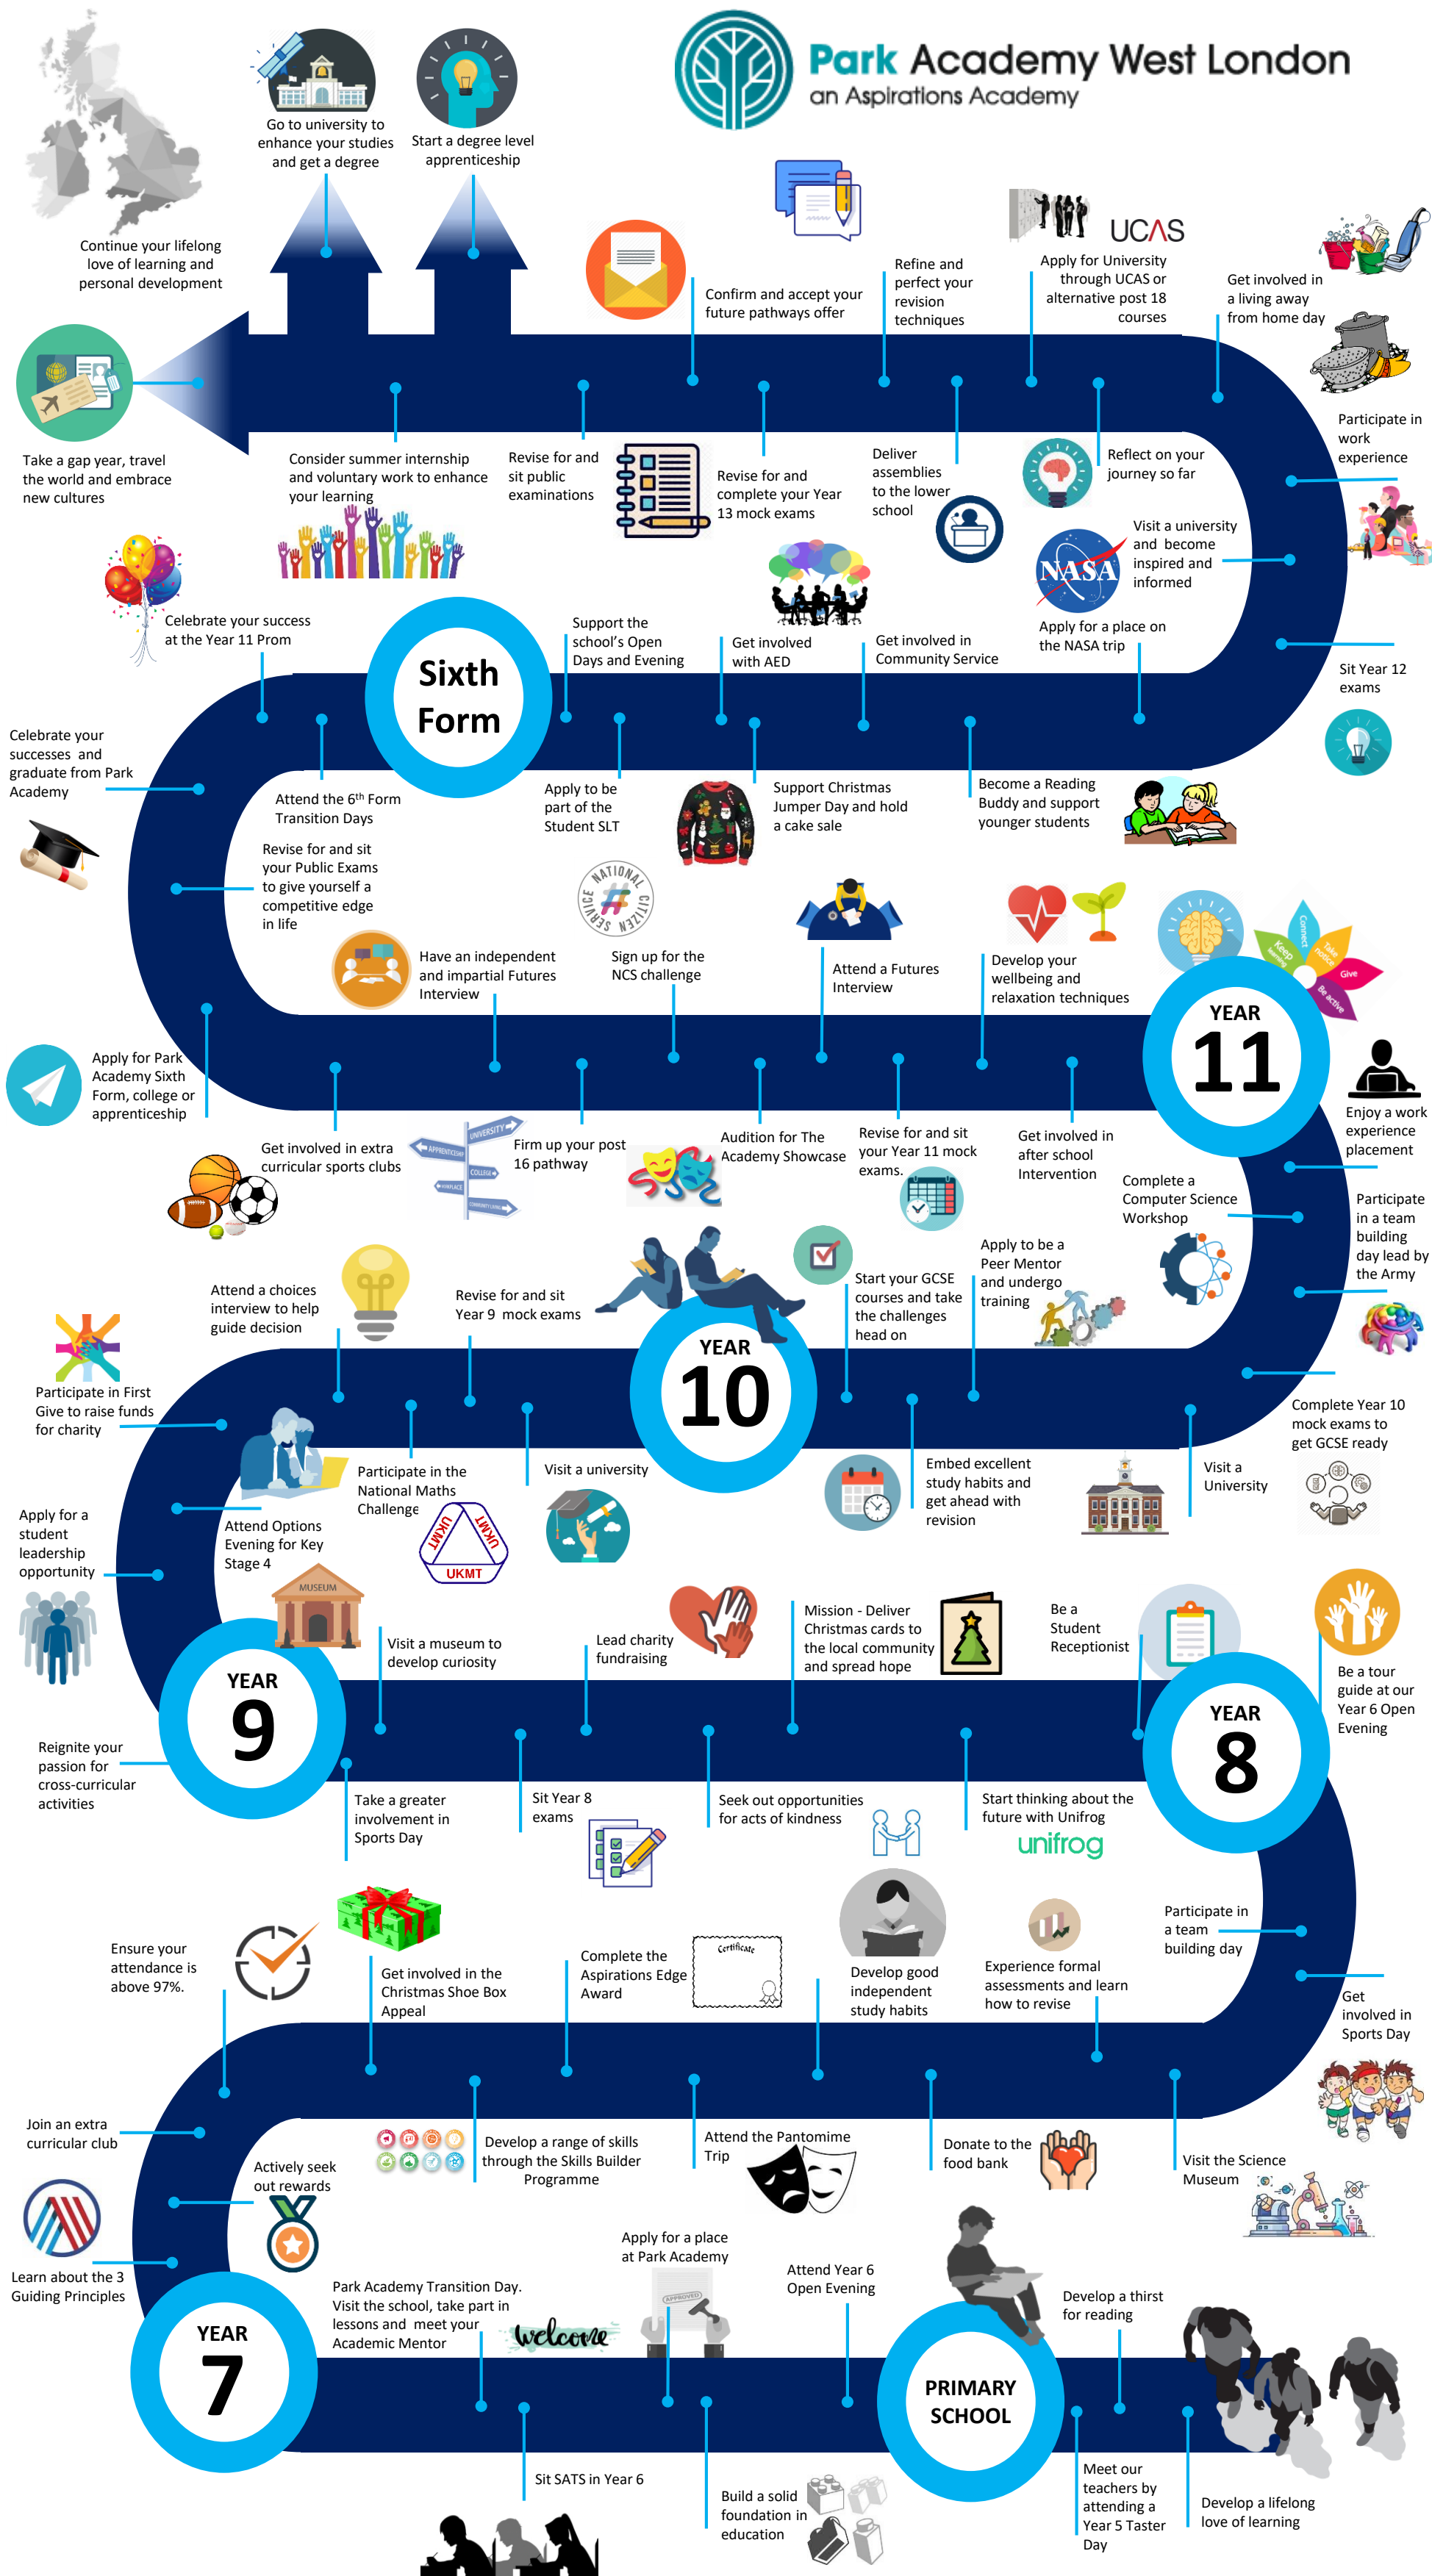 Park Academy West London
an Aspirations Academy
Go to university to
enhance your studies
and get a degree
Start a degree level
apprenticeship
Continue your lifelong
love of learning and
personal development
Confirm and accept your
future pathways offer
Refine and
perfect your
revision
techniques
UCAS
Apply for University
through UCAS or
alternative post 18
courses
Get involved in
a living away
from home day
Take a gap year, travel
the world and embrace
new cultures
Consider summer internship
and voluntary work to enhance
your learning
Revise for and
sit public
examinations
Revise for and
complete your Year
13 mock exams
Deliver
assemblies
to the lower
school
Reflect on your
journey so far
Participate in
work
experience
Visit a university
and become
inspired and
informed
NASA
Apply for a place on
the NASA trip
Sit Year 12
exams
Celebrate your success
at the Year 11 Prom
Sixth
Form
Support the
school's Open
Days and Evening
Get involved
with AED
Get involved in
Community Service
Celebrate your
successes and
graduate from Park
Academy
Attend the 6th Form
Transition Days
Apply to be
part of the
Student SLT
Support Christmas
Jumper Day and hold
a cake sale
Become a Reading
Buddy and support
younger students
Revise for and sit
your Public Exams
to give yourself a
competitive edge
in life
NATIONAL CITIZEN SERVICE
Have an independent
and impartial Futures
Interview
Sign up for the
NCS challenge
Attend a Futures
Interview
Develop your
wellbeing and
relaxation techniques
Keep
learning
Connect
Take
notice
Give
Be active
YEAR
11
Apply for Park
Academy Sixth
Form, college or
apprenticeship
Get involved in extra
curricular sports clubs
UNIVERSITY
APPRENTICESHIP
COLLEGE
WORKPLACE
Firm up your post
16 pathway
Audition for The
Academy Showcase
Revise for and sit
your Year 11 mock
exams.
Get involved in
after school
Intervention
Enjoy a work
experience
placement
Complete a
Computer Science
Workshop
Participate
in a team
building
day lead by
the Army
Attend a choices
interview to help
guide decision
Revise for and sit
Year 9 mock exams
YEAR
10
Start your GCSE
courses and take
the challenges
head on
Apply to be a
Peer Mentor
and undergo
training
Participate in First
Give to raise funds
for charity
Complete Year 10
mock exams to
get GCSE ready
Participate in the
National Maths
Challenge
UKMT
UKMT
UKMT
Visit a university
Embed excellent
study habits and
get ahead with
revision
Visit a
University
Apply for a
student
leadership
opportunity
Attend Options
Evening for Key
Stage 4
MUSEUM
Visit a museum to
develop curiosity
Lead charity
fundraising
Mission - Deliver
Christmas cards to
the local community
and spread hope
Be a
Student
Receptionist
Be a tour
guide at our
Year 6 Open
Evening
YEAR
9
YEAR
8
Reignite your
passion for
cross-curricular
activities
Take a greater
involvement in
Sports Day
Sit Year 8
exams
Seek out opportunities
for acts of kindness
Start thinking about the
future with Unifrog
unifrog
Participate in
a team
building day
Ensure your
attendance is
above 97%.
Get involved in the
Christmas Shoe Box
Appeal
Complete the
Aspirations Edge
Award
Certificate
Develop good
independent
study habits
Experience formal
assessments and learn
how to revise
Get
involved in
Sports Day
Join an extra
curricular club
Actively seek
out rewards
Develop a range of skills
through the Skills Builder
Programme
Attend the Pantomime
Trip
Donate to the
food bank
Visit the Science
Museum
Learn about the 3
Guiding Principles
YEAR
7
Park Academy Transition Day.
Visit the school, take part in
lessons and meet your
Academic Mentor
welcome
Apply for a place
at Park Academy
APPROVED
Attend Year 6
Open Evening
PRIMARY
SCHOOL
Develop a thirst
for reading
Sit SATS in Year 6
Build a solid
foundation in
education
Meet our
teachers by
attending a
Year 5 Taster
Day
Develop a lifelong
love of learning